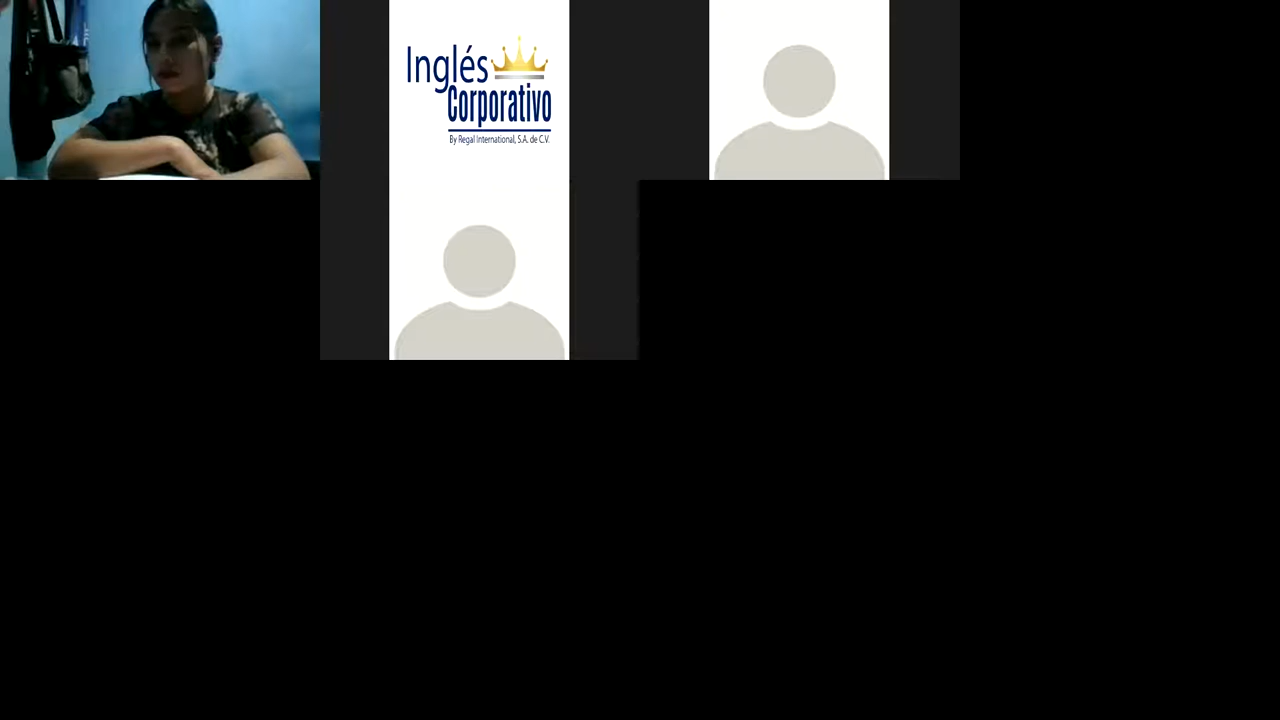 Inglés
Corporativo
By Regal International, S.A. de C.V.